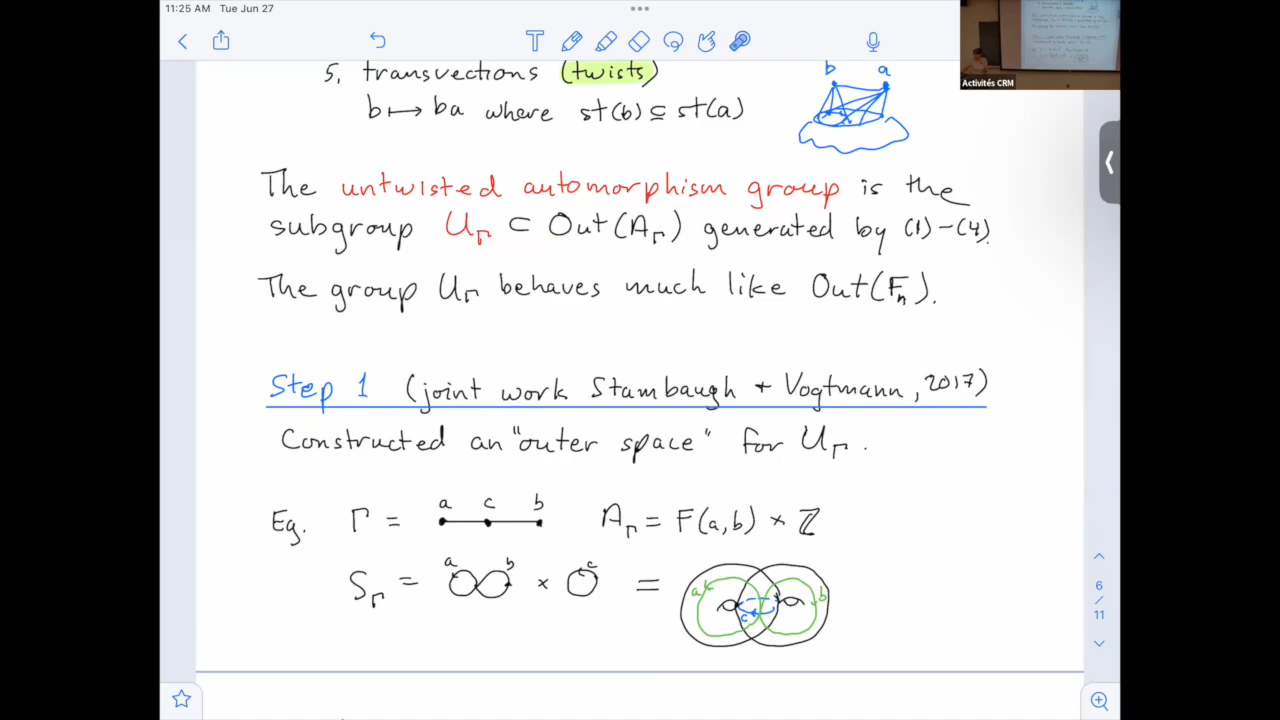 11:25 AM Tue Jun 27
5. transvections (twists)
b ⟼ ba where st(b) ⊆ st(a)
b a
Activités CRM
The untwisted automorphism group is the
subgroup U_Γ ⊂ Out(A_Γ) generated by (1)-(4).
The group U_Γ behaves much like Out(F_n).
Step 1 (joint work Stambaugh + Vogtmann, 2017)
Constructed an "outer space" for U_Γ.
Eg. Γ = a c b A_Γ = F(a,b) × ℤ
S_Γ = a b × c = a c b
6
/
11